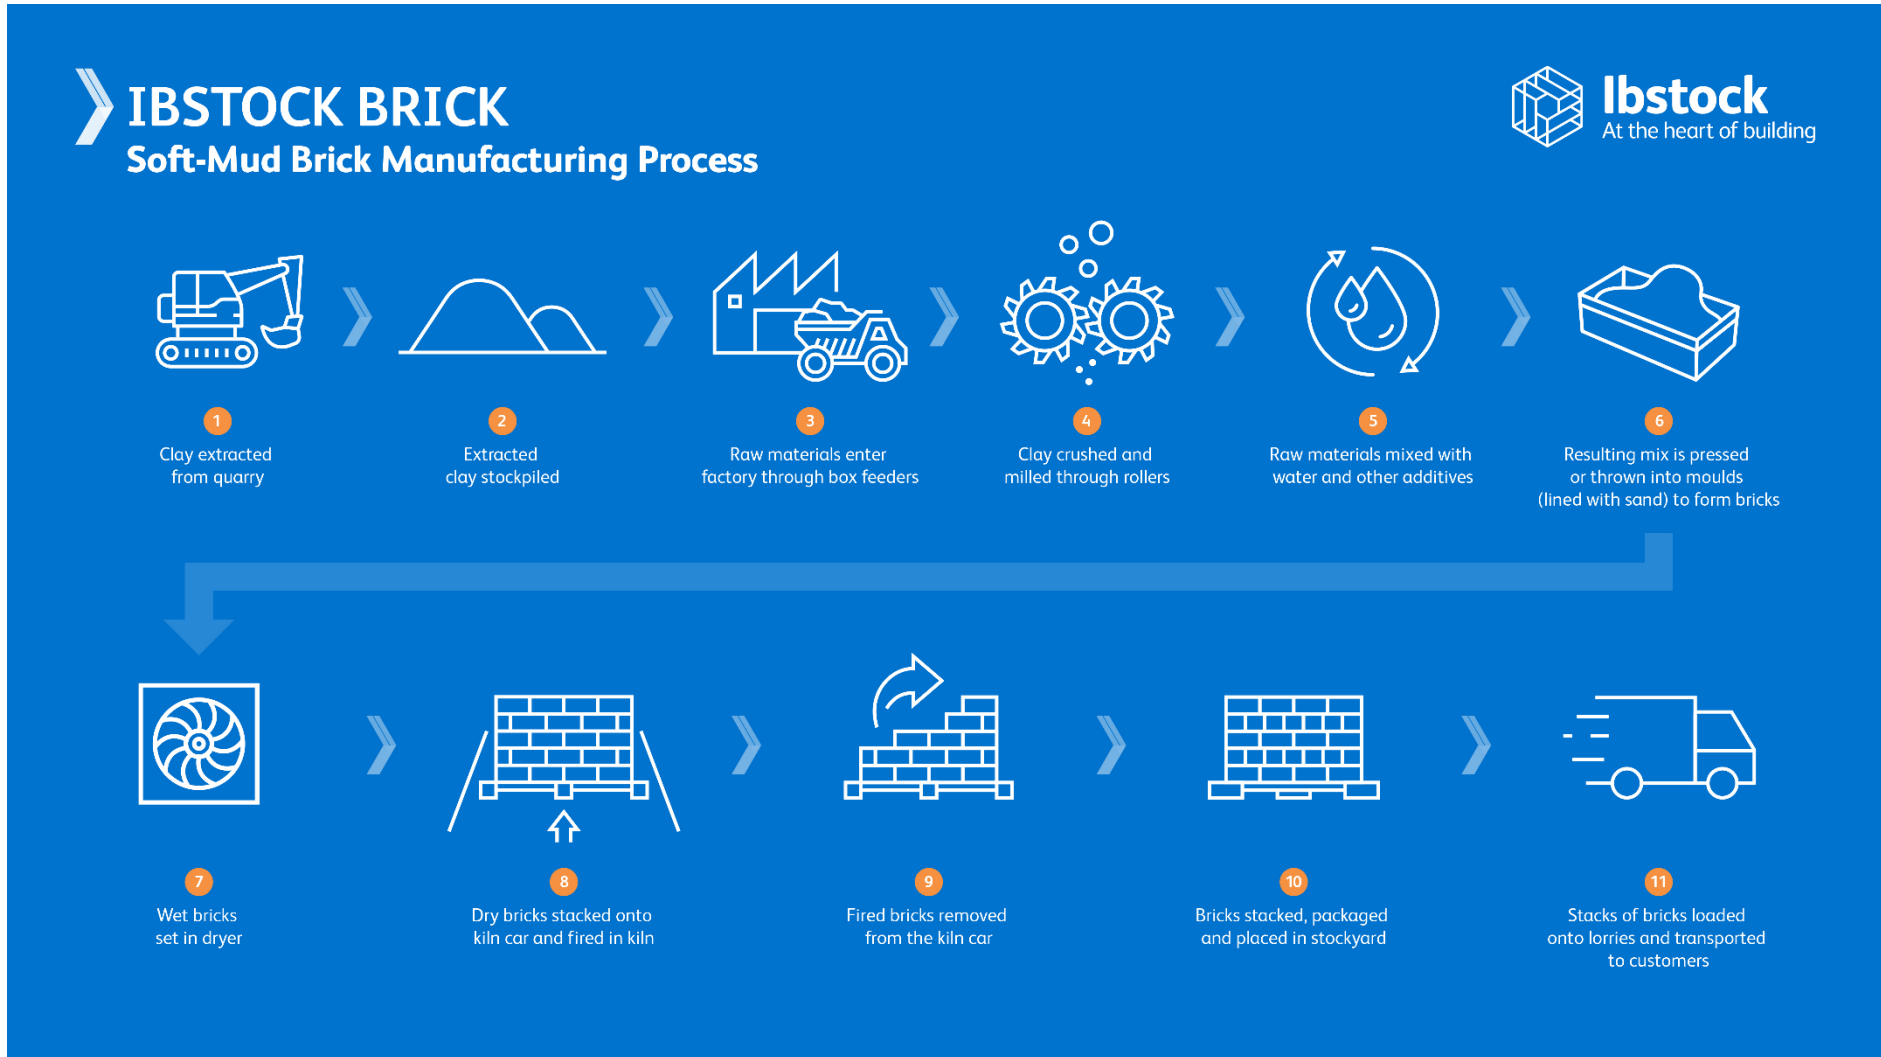 IBSTOCK BRICK
Soft-Mud Brick Manufacturing Process
Ibstock
At the heart of building
1
Clay extracted
from quarry
2
Extracted
clay stockpiled
3
Raw materials enter
factory through box feeders
4
Clay crushed and
milled through rollers
5
Raw materials mixed with
water and other additives
6
Resulting mix is pressed
or thrown into moulds
(lined with sand) to form bricks
7
Wet bricks
set in dryer
8
Dry bricks stacked onto
kiln car and fired in kiln
9
Fired bricks removed
from the kiln car
10
Bricks stacked, packaged
and placed in stockyard
11
Stacks of bricks loaded
onto lorries and transported
to customers